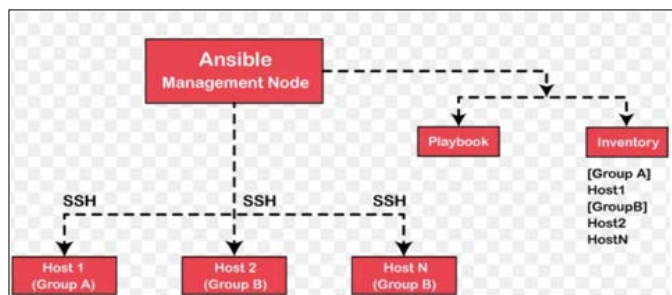 Ansible
Management Node
Playbook
Inventory
[Group A]
Host1
[GroupB]
Host2
HostN
SSH
SSH
SSH
Host 1
(Group A)
Host 2
(Group B)
Host N
(Group B)